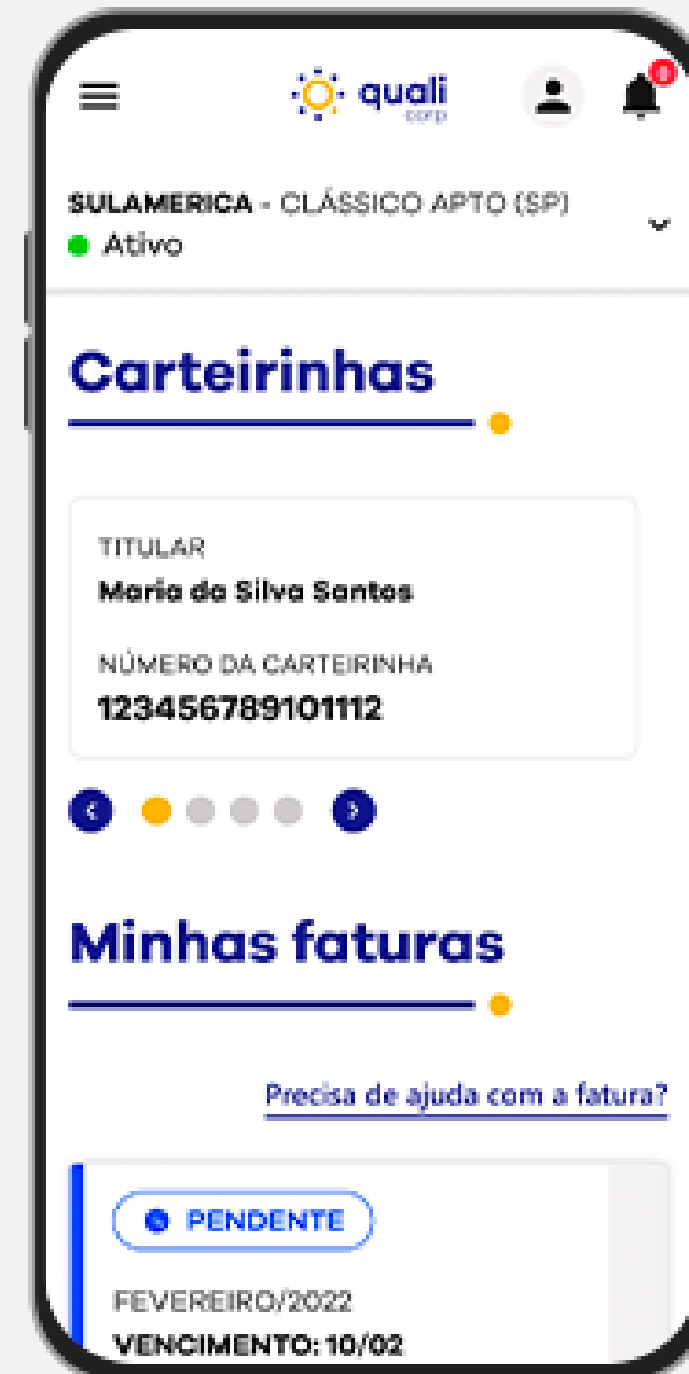 quali
corp
SULAMERICA - CLÁSSICO APTO (SP)
Ativo
Carteirinhas
TITULAR
Maria da Silva Santos
NÚMERO DA CARTEIRINHA
123456789101112
Minhas faturas
Precisa de ajuda com a fatura?
PENDENTE
FEVEREIRO/2022
VENCIMENTO: 10/02